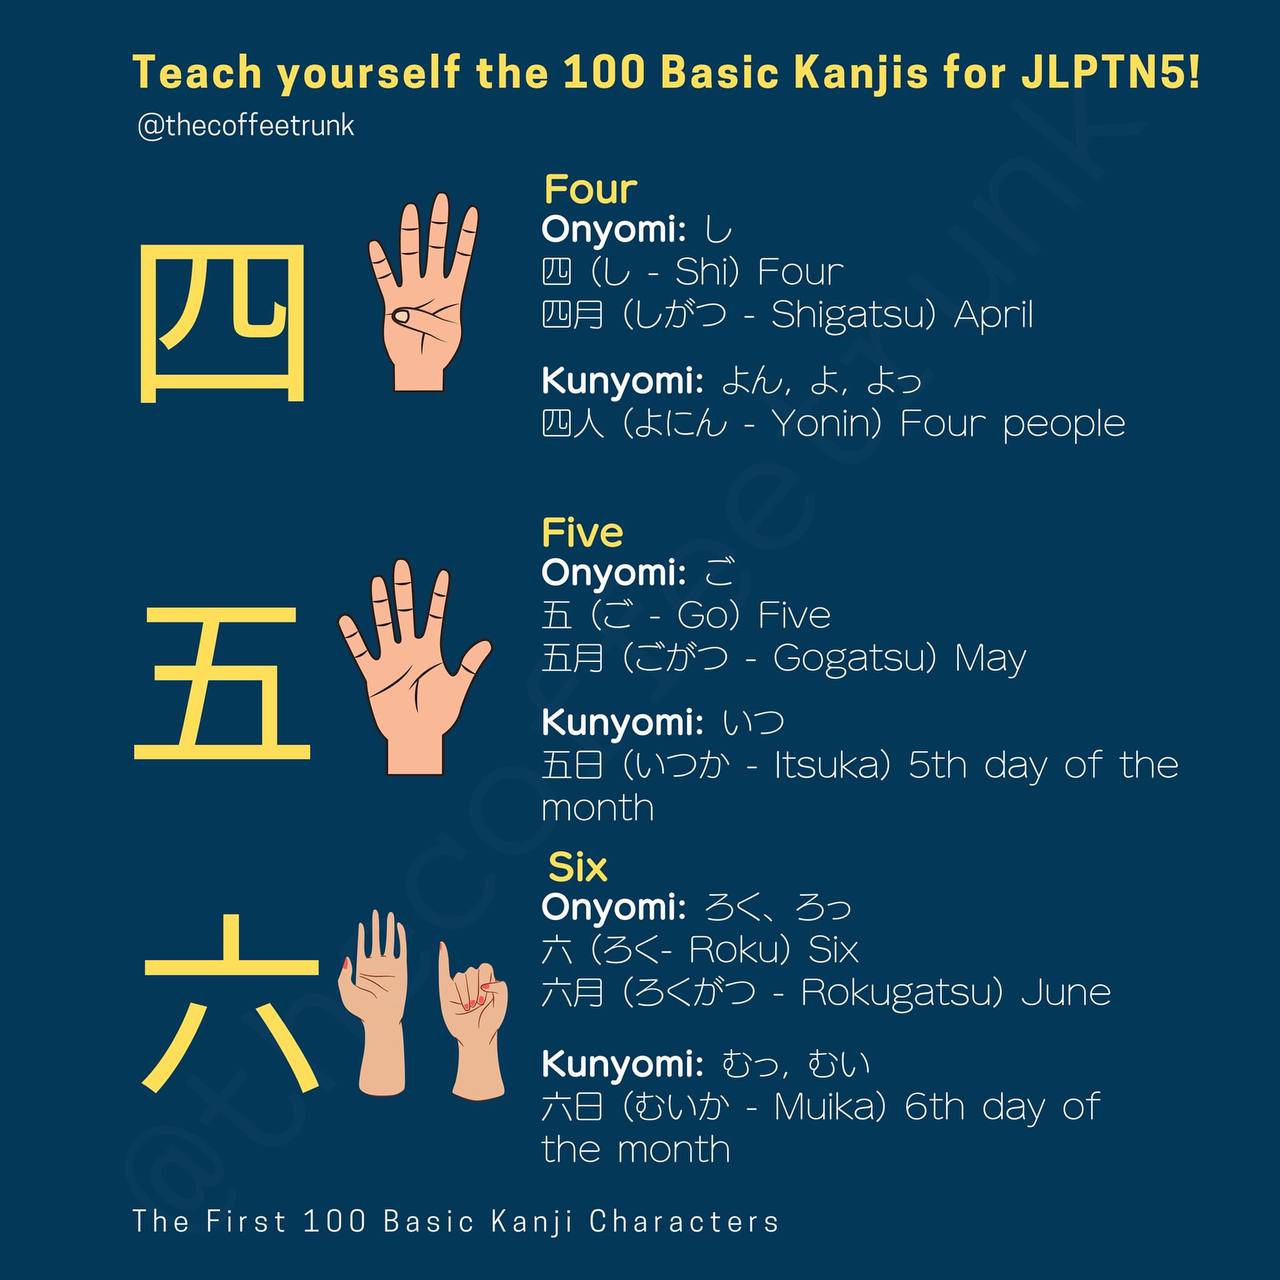 Teach yourself the 100 Basic Kanjis for JLPTN5!
@thecoffeetrunk
四
Four
Onyomi: し
四 (し - Shi) Four
四月 (しがつ - Shigatsu) April
Kunyomi: よん, よ, よっ
四人 (よにん - Yonin) Four people
五
Five
Onyomi: ご
五 (ご - Go) Five
五月 (ごがつ - Gogatsu) May
Kunyomi: いつ
五日 (いつか - Itsuka) 5th day of the
month
六
Six
Onyomi: ろく、ろっ
六 (ろく- Roku) Six
六月 (ろくがつ - Rokugatsu) June
Kunyomi: むっ, むい
六日 (むいか - Muika) 6th day of
the month
The First 100 Basic Kanji Characters
@thecoffeetrunk